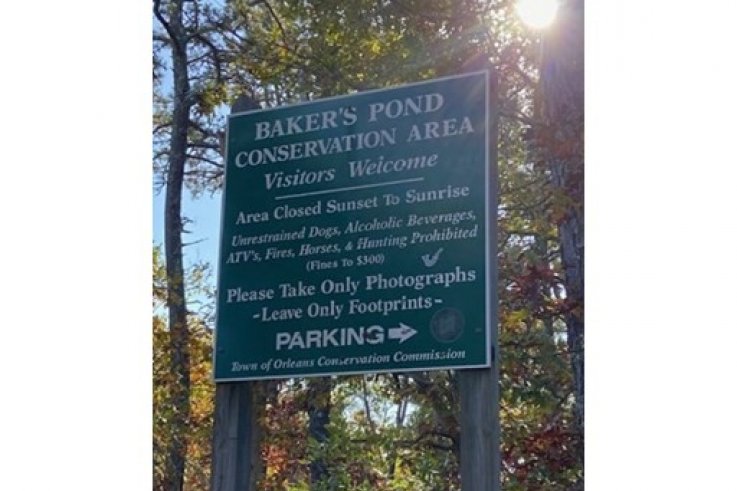 BAKER'S POND
CONSERVATION AREA
Visitors Welcome
Area Closed Sunset To Sunrise
Unrestrained Dogs, Alcoholic Beverages,
ATV's, Fires, Horses, & Hunting Prohibited
(Fines To $300)
Please Take Only Photographs
-Leave Only Footprints-
PARKING
Town of Orleans Conservation Commission